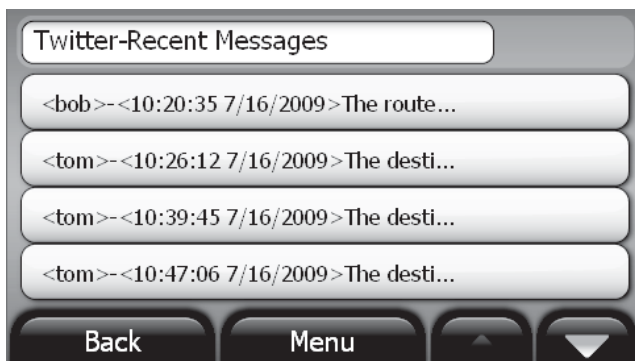 Twitter-Recent Messages
<bob>-<10:20:35 7/16/2009>The route...
<tom>-<10:26:12 7/16/2009>The desti...
<tom>-<10:39:45 7/16/2009>The desti...
<tom>-<10:47:06 7/16/2009>The desti...
Back Menu